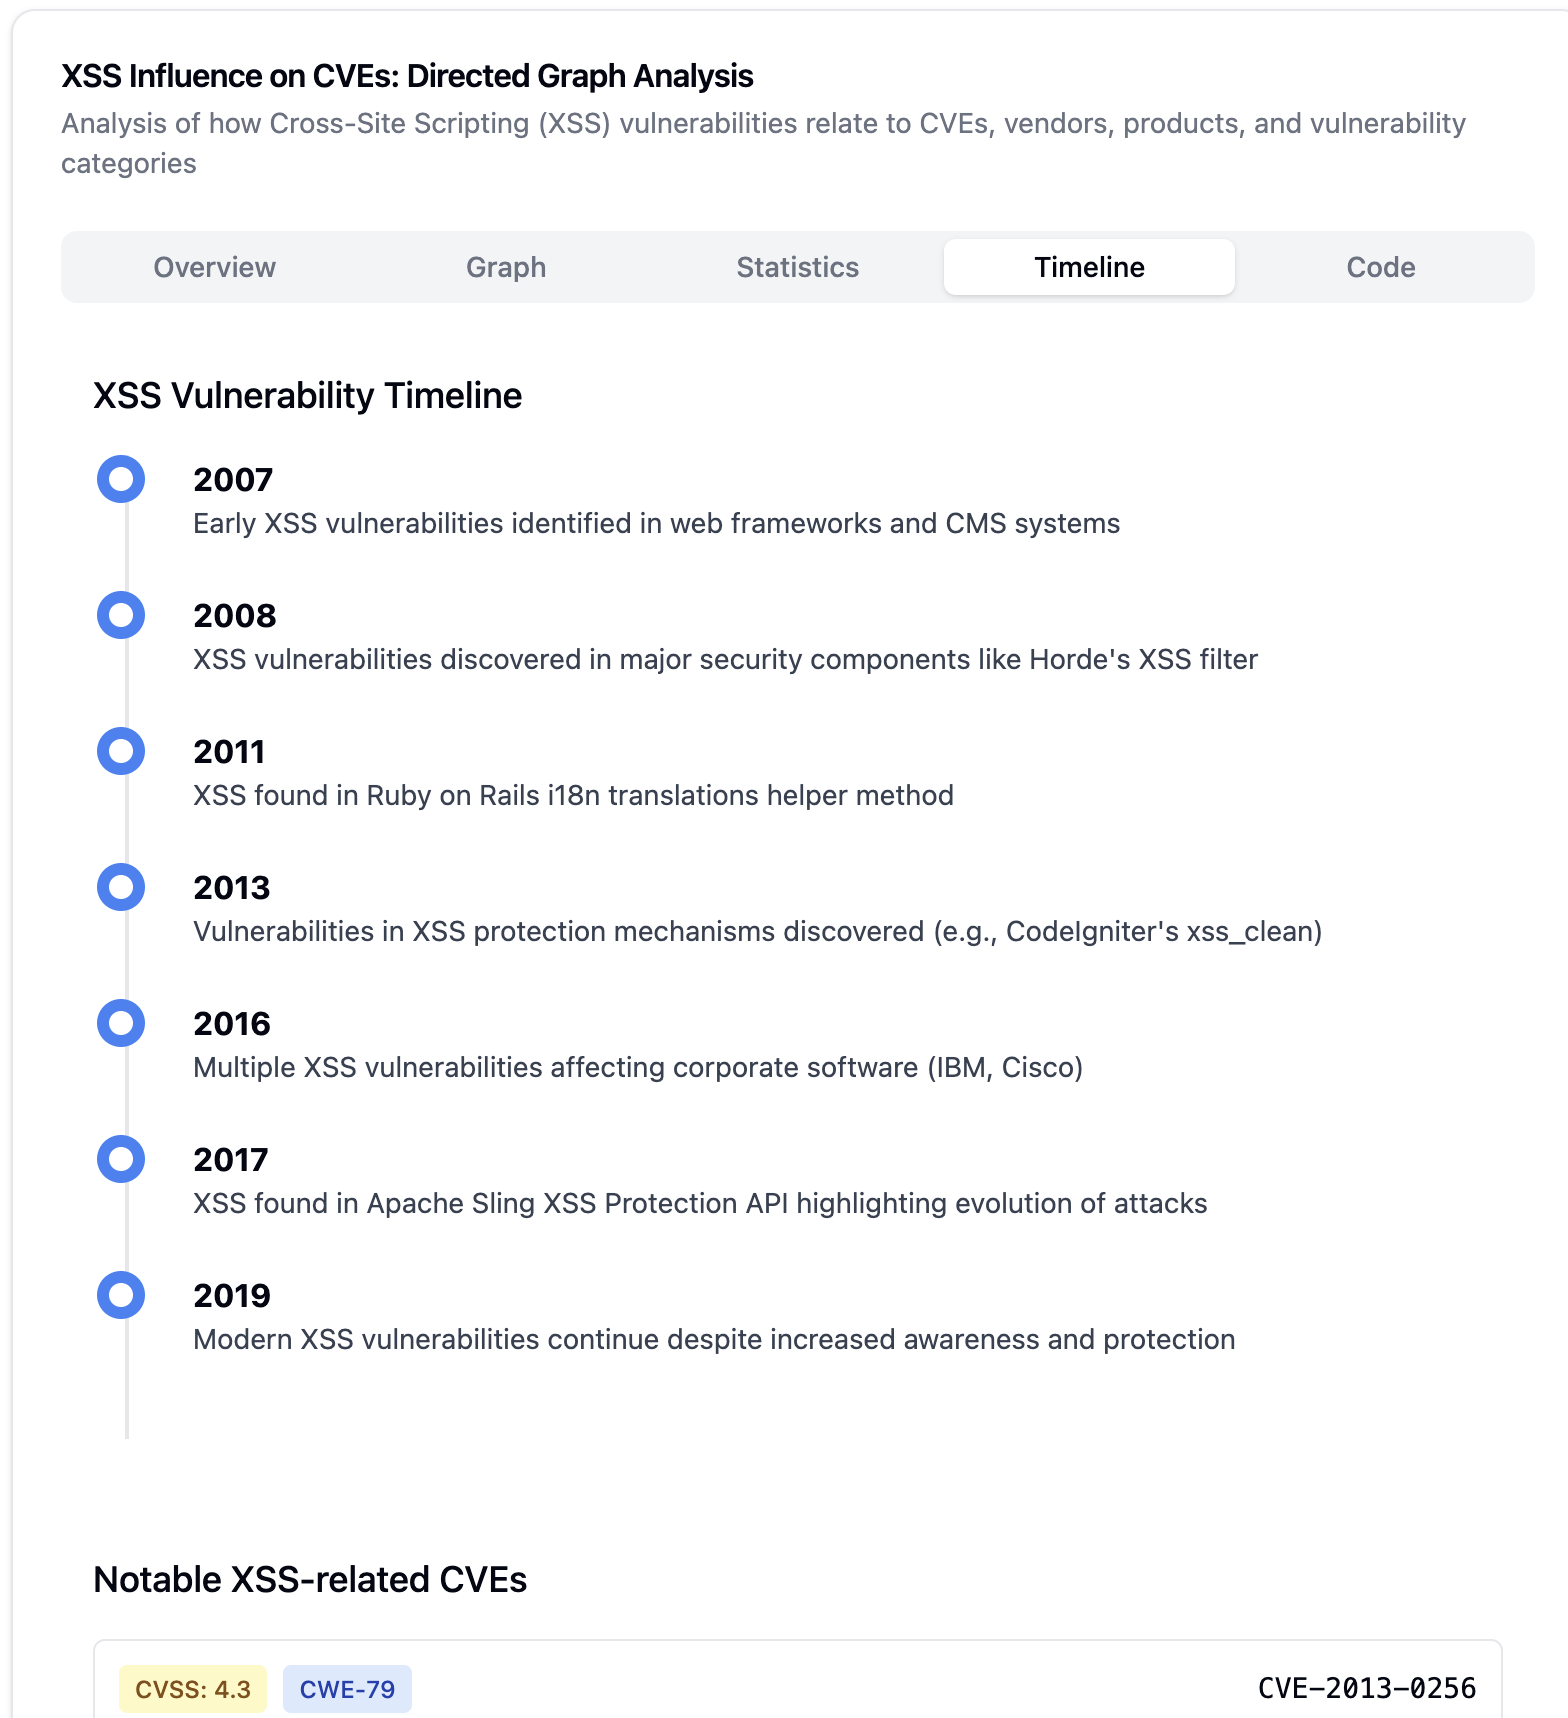 XSS Influence on CVEs: Directed Graph Analysis
Analysis of how Cross-Site Scripting (XSS) vulnerabilities relate to CVEs, vendors, products, and vulnerability
categories
Overview Graph Statistics Timeline Code
XSS Vulnerability Timeline
2007
Early XSS vulnerabilities identified in web frameworks and CMS systems
2008
XSS vulnerabilities discovered in major security components like Horde's XSS filter
2011
XSS found in Ruby on Rails i18n translations helper method
2013
Vulnerabilities in XSS protection mechanisms discovered (e.g., CodeIgniter's xss_clean)
2016
Multiple XSS vulnerabilities affecting corporate software (IBM, Cisco)
2017
XSS found in Apache Sling XSS Protection API highlighting evolution of attacks
2019
Modern XSS vulnerabilities continue despite increased awareness and protection
Notable XSS-related CVEs
CVSS: 4.3 CWE-79 CVE-2013-0256